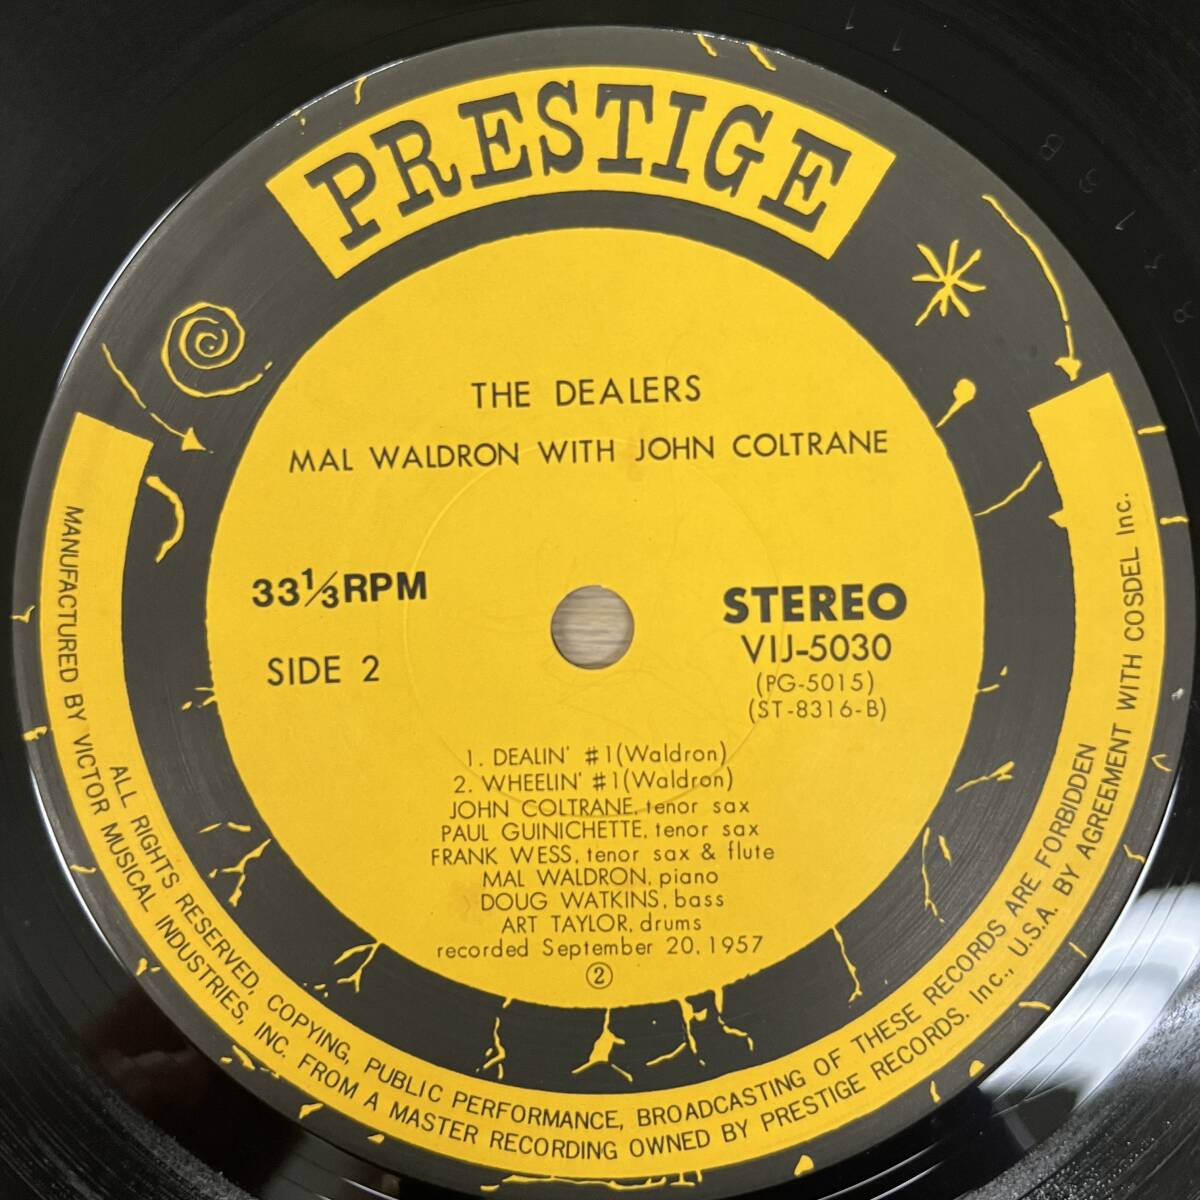 PRESTIGE
THE DEALERS
MAL WALDRON WITH JOHN COLTRANE
33⅓RPM
SIDE 2
STEREO
VIJ-5030
(PG-5015)
(ST-8316-B)
1. DEALIN' #1(Waldron)
2. WHEELIN' #1(Waldron)
JOHN COLTRANE, tenor sax
PAUL GUINICHETTE, tenor sax
FRANK WESS, tenor sax & flute
MAL WALDRON, piano
DOUG WATKINS, bass
ART TAYLOR, drums
recorded September 20, 1957
②
ALL RIGHTS RESERVED, COPYING, PUBLIC PERFORMANCE, BROADCASTING OF THESE RECORDS ARE FORBIDDEN
MANUFACTURED BY VICTOR MUSICAL INDUSTRIES, INC. FROM A MASTER RECORDING OWNED BY PRESTIGE RECORDS. Inc., U.S.A. BY AGREEMENT WITH COSDEL Inc.